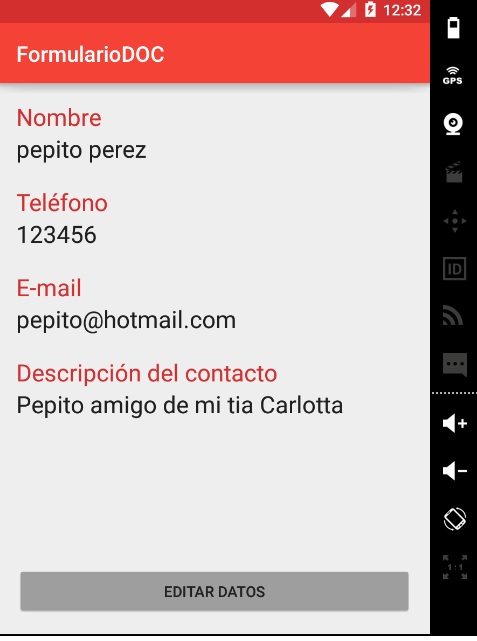 12:32
FormularioDOC
Nombre
pepito perez
Teléfono
123456
E-mail
pepito@hotmail.com
Descripción del contacto
Pepito amigo de mi tia Carlotta
EDITAR DATOS
GPS
ID
1:1